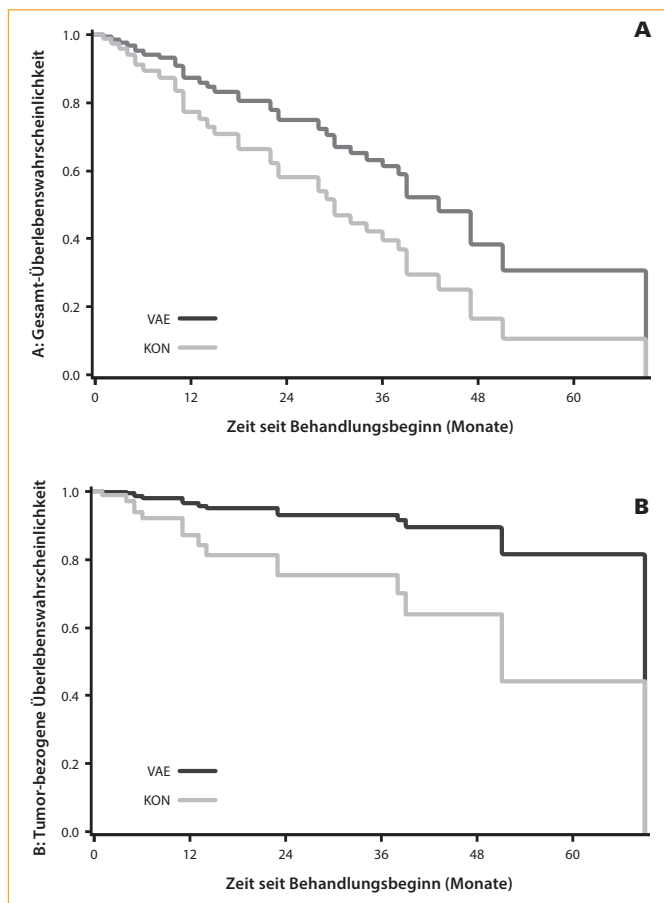 A
1.0
0.8
0.6
0.4
0.2
0.0
A: Gesamt-Überlebenswahrscheinlichkeit
VAE
KON
0 12 24 36 48 60
Zeit seit Behandlungsbeginn (Monate)
B
1.0
0.8
0.6
0.4
0.2
0.0
B: Tumor-bezogene Überlebenswahrscheinlichkeit
VAE
KON
0 12 24 36 48 60
Zeit seit Behandlungsbeginn (Monate)